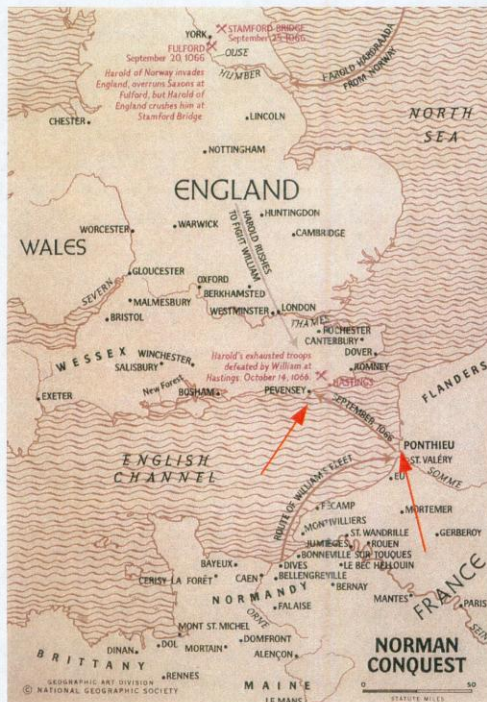 STAMFORD BRIDGE
September 25, 1066
YORK
FULFORD
September 20, 1066
OUSE
HUMBER
HAROLD HARDRAADA
FROM NORWAY
Harold of Norway invades
England, overruns Saxons at
Fulford, but Harold of
England crushes him at
Stamford Bridge
NORTH
SEA
CHESTER
LINCOLN
NOTTINGHAM
ENGLAND
HAROLD RUSHES
TO FIGHT WILLIAM
HUNTINGDON
WARWICK
CAMBRIDGE
WORCESTER
WALES
GLOUCESTER
SEVERN
OXFORD
BERKHAMSTED
MALMESBURY
WESTMINSTER
LONDON
BRISTOL
THAMES
ROCHESTER
CANTERBURY
DOVER
ROMNEY
WESSEX
WINCHESTER
SALISBURY
Harold's exhausted troops
defeated by William at
Hastings, October 14, 1066
HASTINGS
New Forest
EXETER
BOSHAM
PEVENSEY
FLANDERS
SEPTEMBER 1066
PONTHIEU
ST. VALÉRY
SOMME
EU
ENGLISH
CHANNEL
ROUTE OF WILLIAM'S FLEET
FÉCAMP
MORTEMER
MONTIVILLIERS
ST. WANDRILLE
GERBEROY
JUMIÈGES
ROUEN
BONNEVILLE SUR TOUQUES
BAYEUX
DIVES
LE BEC HELLOUIN
CERISY LA FORÊT
CAEN
BELLENGREVILLE
BERNAY
FRANCE
NORMANDY
MANTES
PARIS
FALAISE
ORNE
SEINE
MONT ST. MICHEL
DOMFRONT
DINAN
DOL
MORTAIN
ALENÇON
NORMAN
CONQUEST
BRITTANY
RENNES
GEOGRAPHIC ART DIVISION
© NATIONAL GEOGRAPHIC SOCIETY
MAINE
LE MANS
0 50
STATUTE MILES